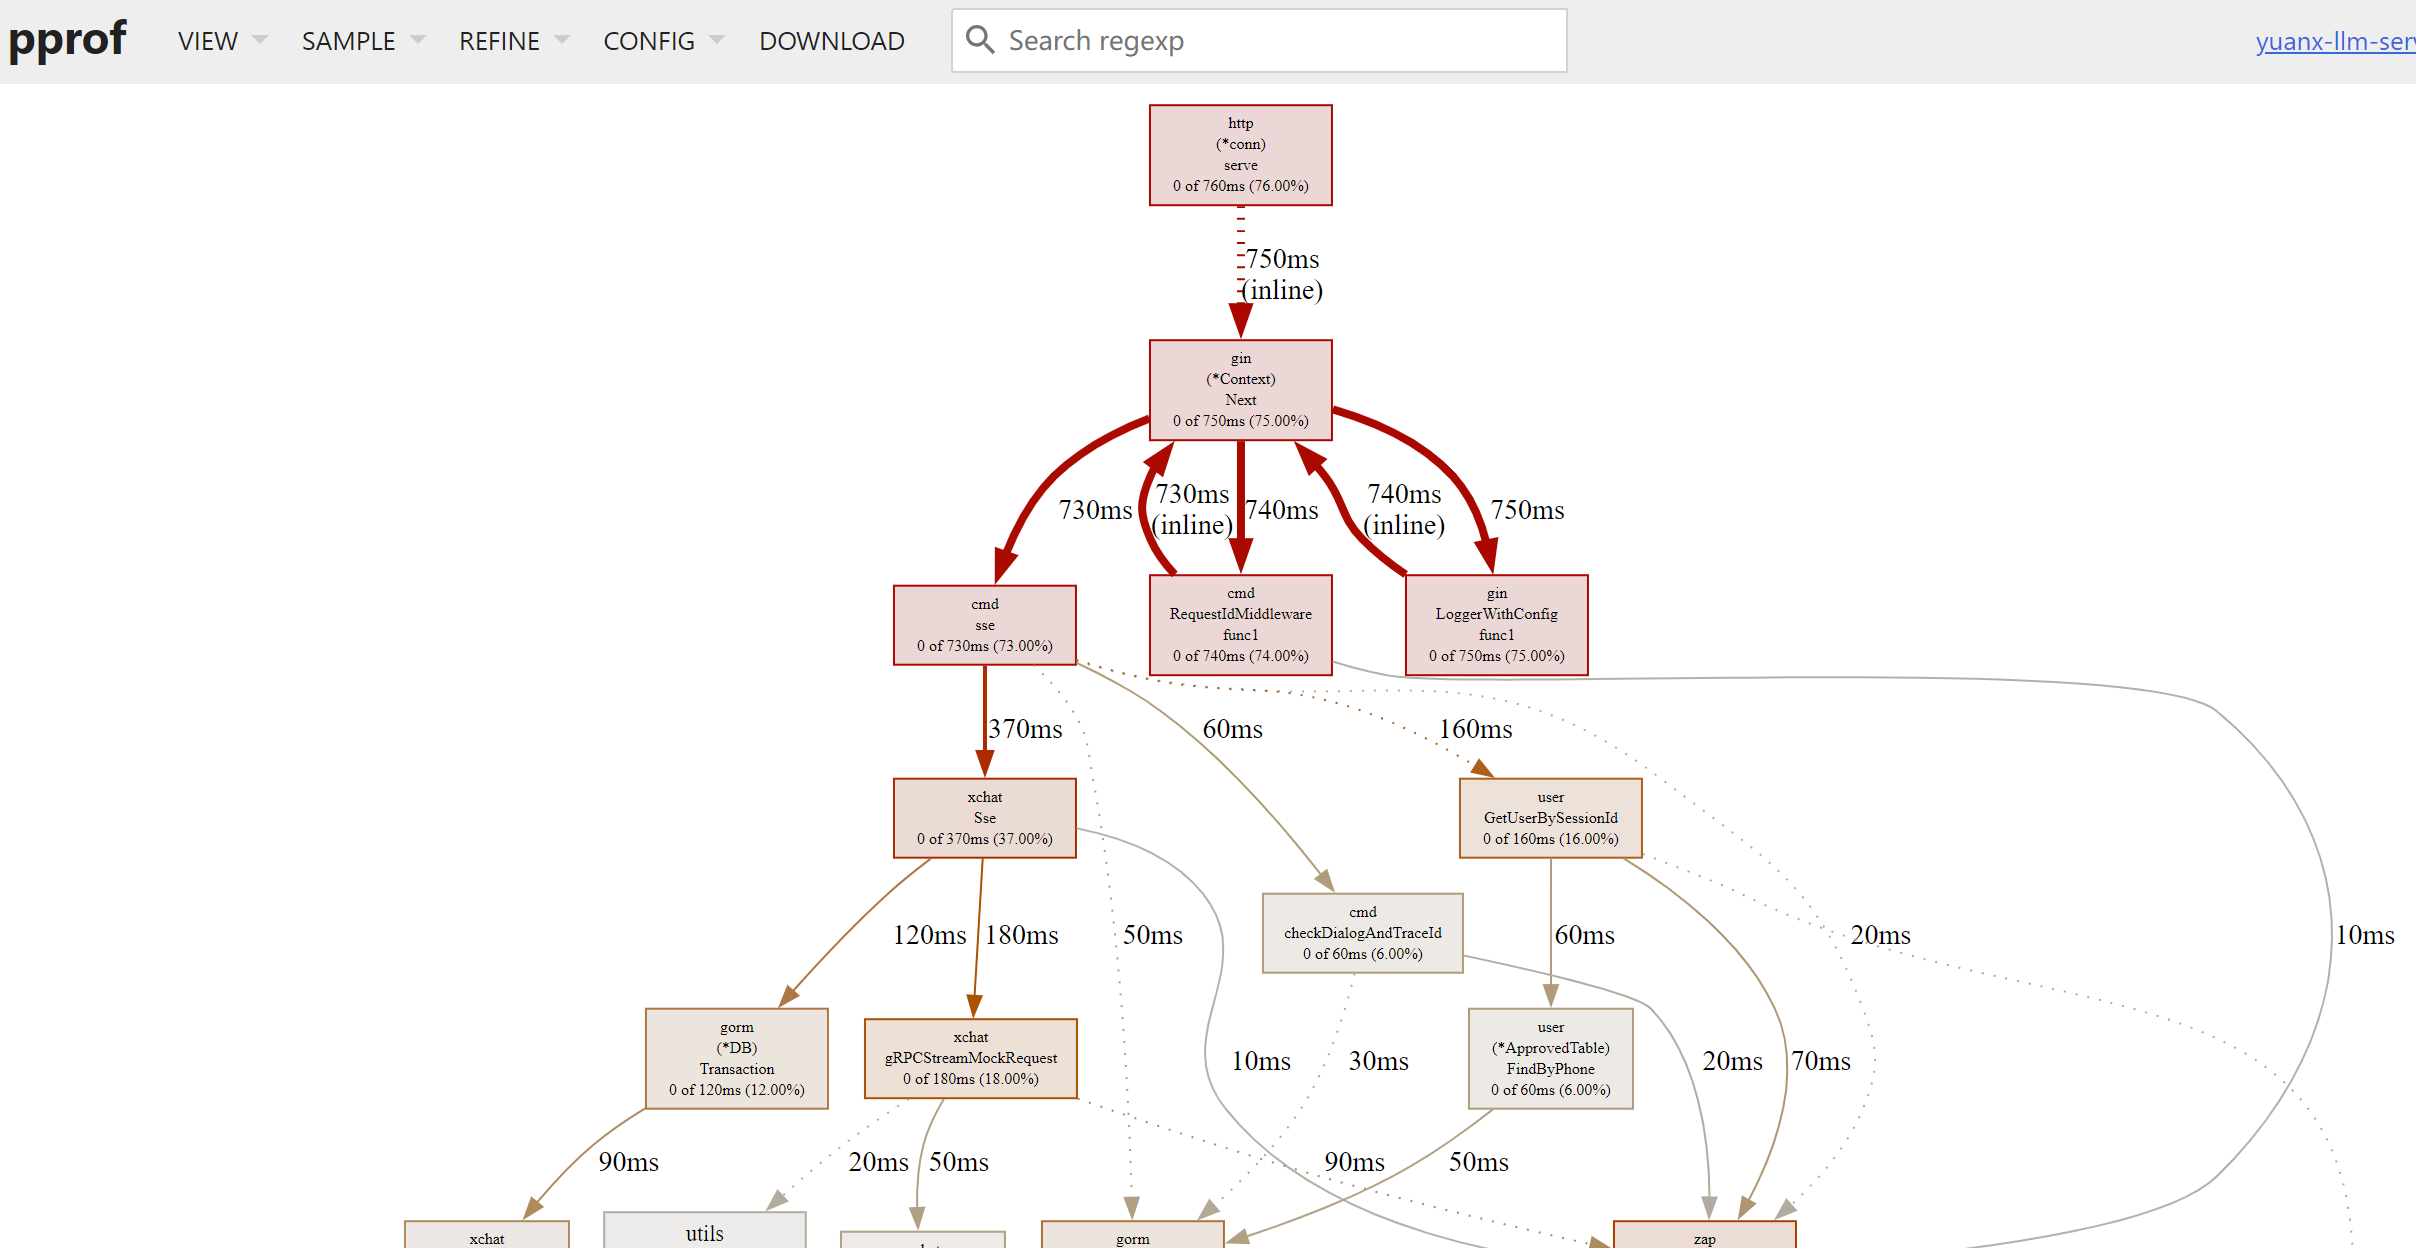 pprof
VIEW
SAMPLE
REFINE
CONFIG
DOWNLOAD
Search regexp
yuanx-llm-serv
http
(*conn)
serve
0 of 760ms (76.00%)
750ms
(inline)
gin
(*Context)
Next
0 of 750ms (75.00%)
730ms
730ms
(inline)
740ms
740ms
(inline)
750ms
cmd
sse
0 of 730ms (73.00%)
cmd
RequestIdMiddleware
func1
0 of 740ms (74.00%)
gin
LoggerWithConfig
func1
0 of 750ms (75.00%)
370ms
60ms
160ms
xchat
Sse
0 of 370ms (37.00%)
user
GetUserBySessionId
0 of 160ms (16.00%)
cmd
checkDialogAndTraceId
0 of 60ms (6.00%)
120ms
180ms
50ms
60ms
20ms
10ms
gorm
(*DB)
Transaction
0 of 120ms (12.00%)
xchat
gRPCStreamMockRequest
0 of 180ms (18.00%)
10ms
30ms
user
(*ApprovedTable)
FindByPhone
0 of 60ms (6.00%)
20ms
70ms
90ms
20ms
50ms
90ms
50ms
xchat
utils
gorm
zap